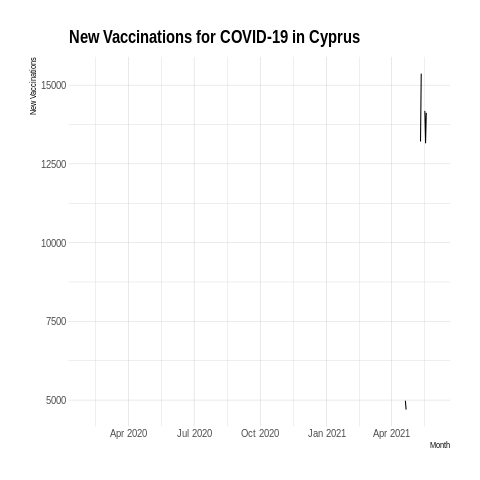 New Vaccinations for COVID-19 in Cyprus
New Vaccinations
15000
12500
10000
7500
5000
Apr 2020 Jul 2020 Oct 2020 Jan 2021 Apr 2021
Month